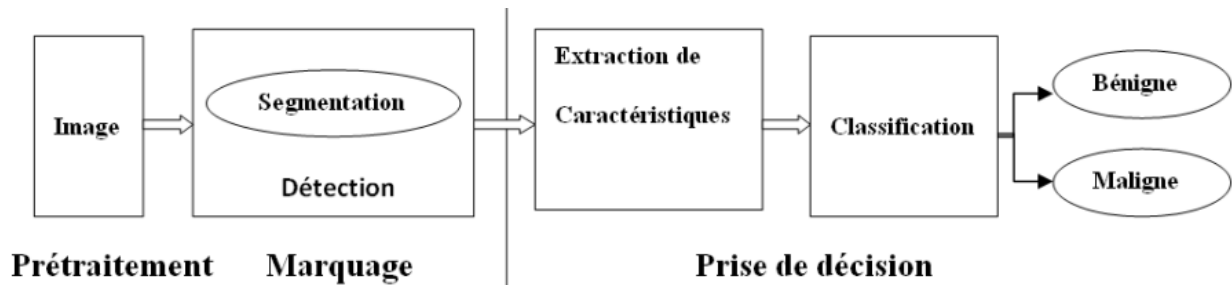 Image
Segmentation
Détection
Extraction de
Caractéristiques
Classification
Bénigne
Maligne
Prétraitement
Marquage
Prise de décision